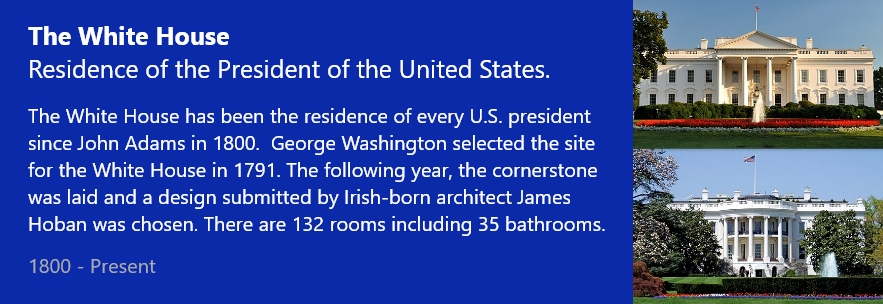 The White House
Residence of the President of the United States.
The White House has been the residence of every U.S. president
since John Adams in 1800.  George Washington selected the site
for the White House in 1791. The following year, the cornerstone
was laid and a design submitted by Irish-born architect James
Hoban was chosen. There are 132 rooms including 35 bathrooms.
1800 - Present